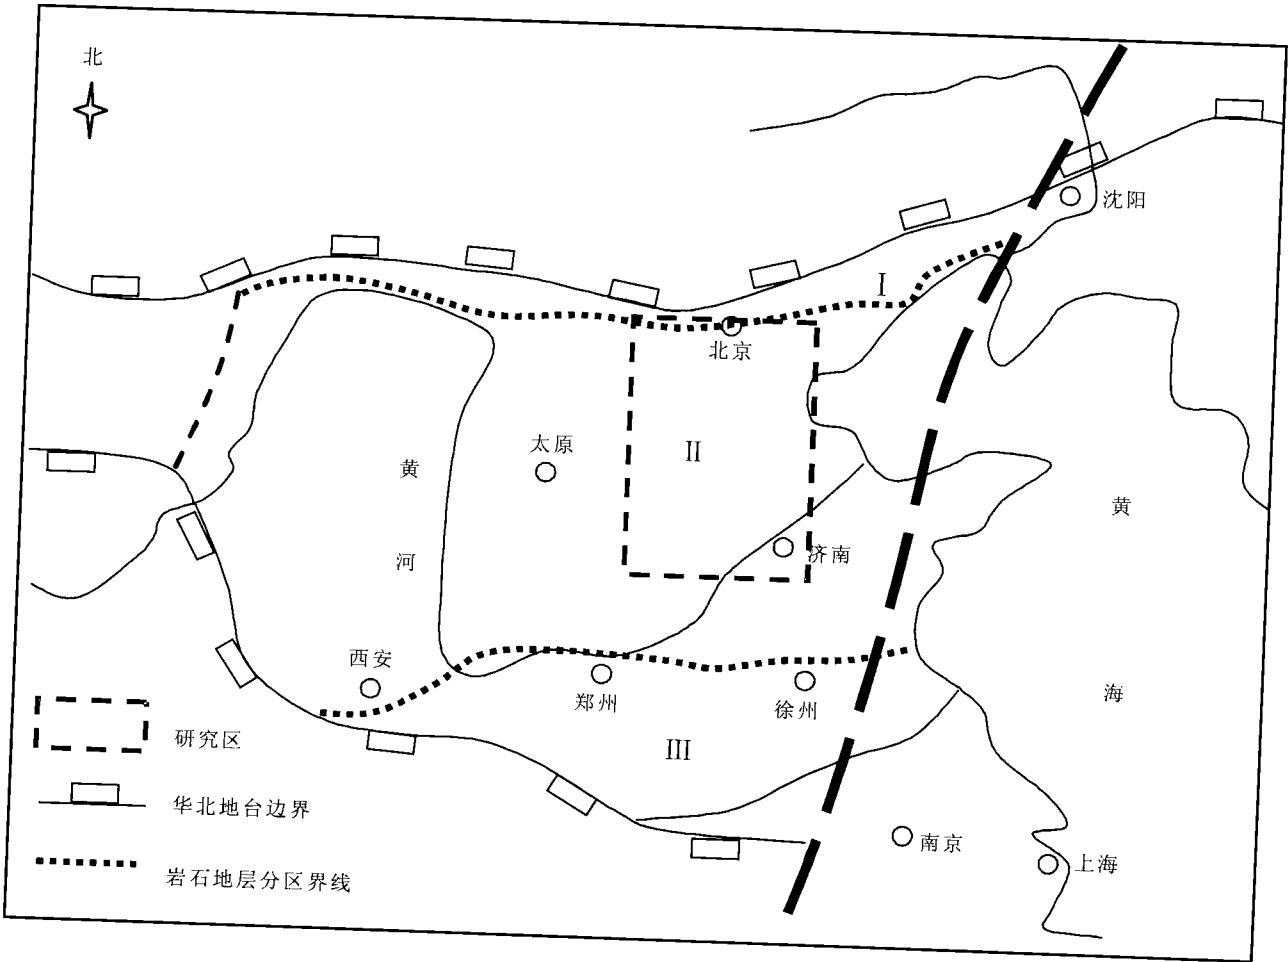 北
沈阳
I
北京
太原
II
黄
河
黄
海
济南
西安
郑州
徐州
III
南京
上海
研究区
华北地台边界
岩石地层分区界线